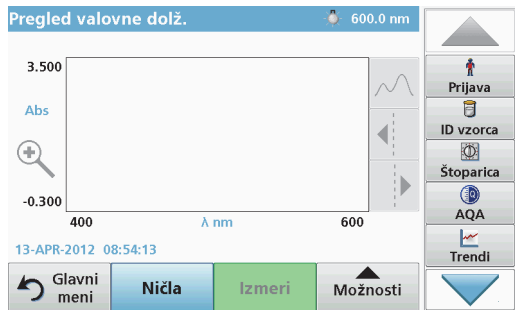 Pregled valovne dolž.
600.0 nm
3.500
Abs
-0.300
400
λ nm
600
13-APR-2012 08:54:13
Glavni
meni
Ničla
Izmeri
Možnosti
Prijava
ID vzorca
Štoparica
AQA
Trendi